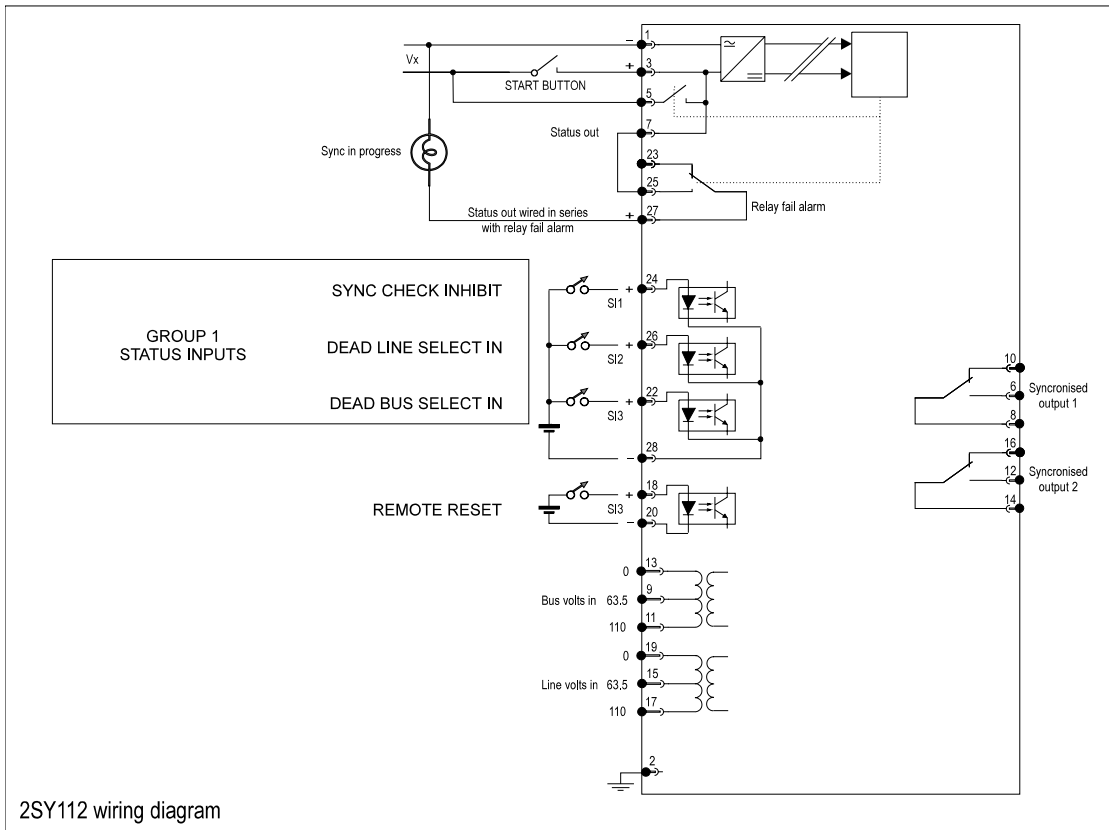 − 1
Vx
+ 3
START BUTTON
5
Status out 7
23
Sync in progress
25
Relay fail alarm
+ 27
Status out wired in series
with relay fail alarm
GROUP 1
STATUS INPUTS
SYNC CHECK INHIBIT
SI1 + 24
DEAD LINE SELECT IN
SI2 + 26
DEAD BUS SELECT IN
SI3 + 22
− 28
REMOTE RESET
SI3 + 18
− 20
10
6
8
Syncronised
output 1
16
12
14
Syncronised
output 2
0 13
Bus volts in 63.5 9
110 11
0 19
Line volts in 63.5 15
110 17
2
2SY112 wiring diagram